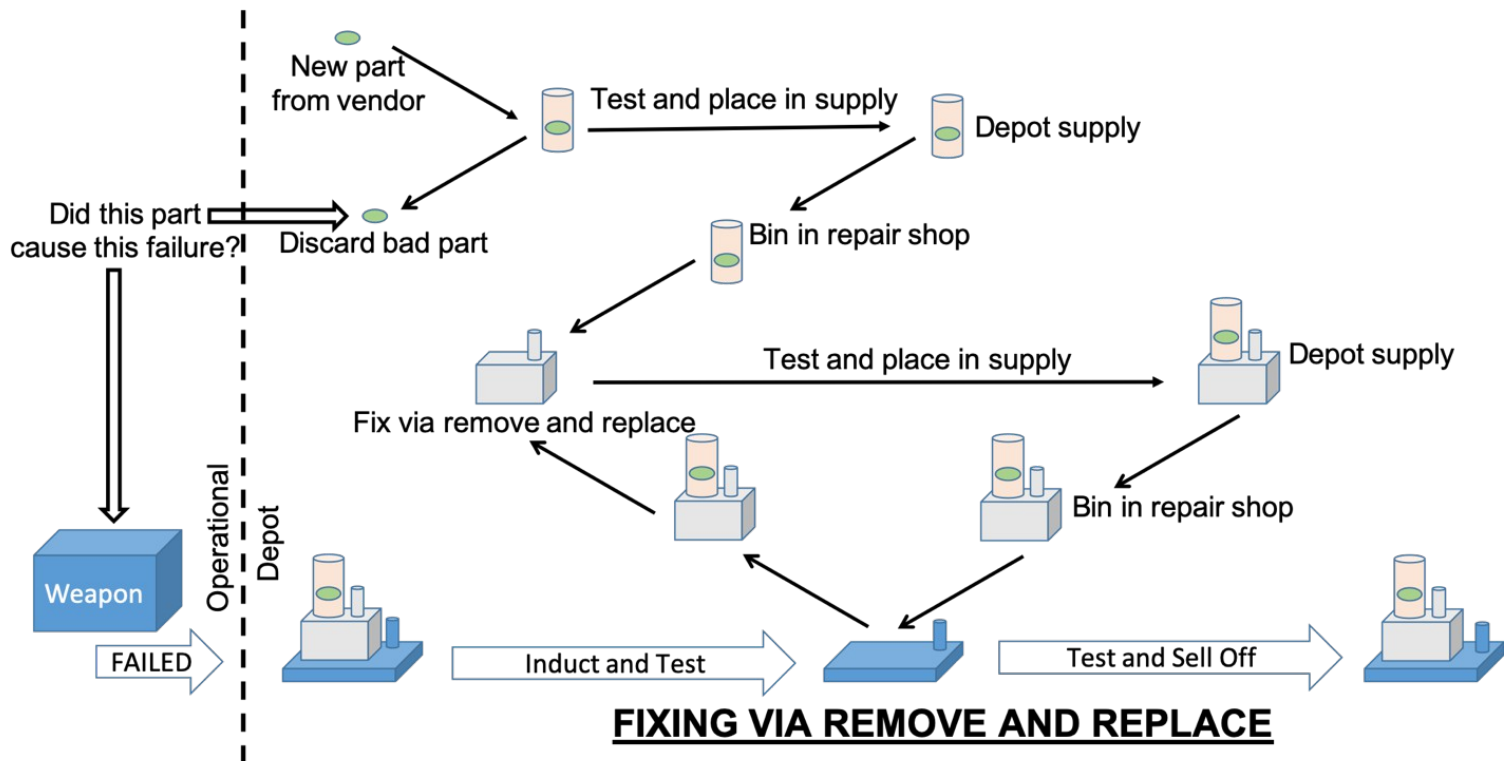 New part
from vendor
Test and place in supply
Depot supply
Did this part
cause this failure?
Discard bad part
Bin in repair shop
Test and place in supply
Depot supply
Fix via remove and replace
Bin in repair shop
Operational
Depot
Weapon
FAILED
Induct and Test
Test and Sell Off
FIXING VIA REMOVE AND REPLACE